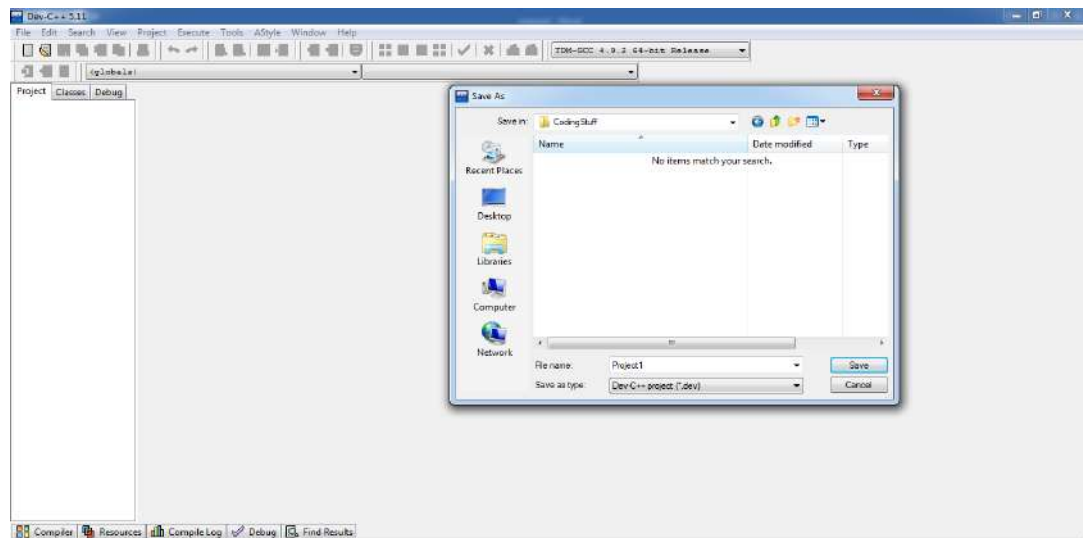 Dev-C++ 5.11
File Edit Search View Project Execute Tools AStyle Window Help
TDM-GCC 4.9.2 64-bit Release
(globals)
Project Classes Debug
Save As
Save in: CodingStuff
Name Date modified Type
No items match your search.
Recent Places
Desktop
Libraries
Computer
Network
File name: Project1 Save
Save as type: Dev-C++ project (*.dev) Cancel
Compiler Resources Compile Log Debug Find Results